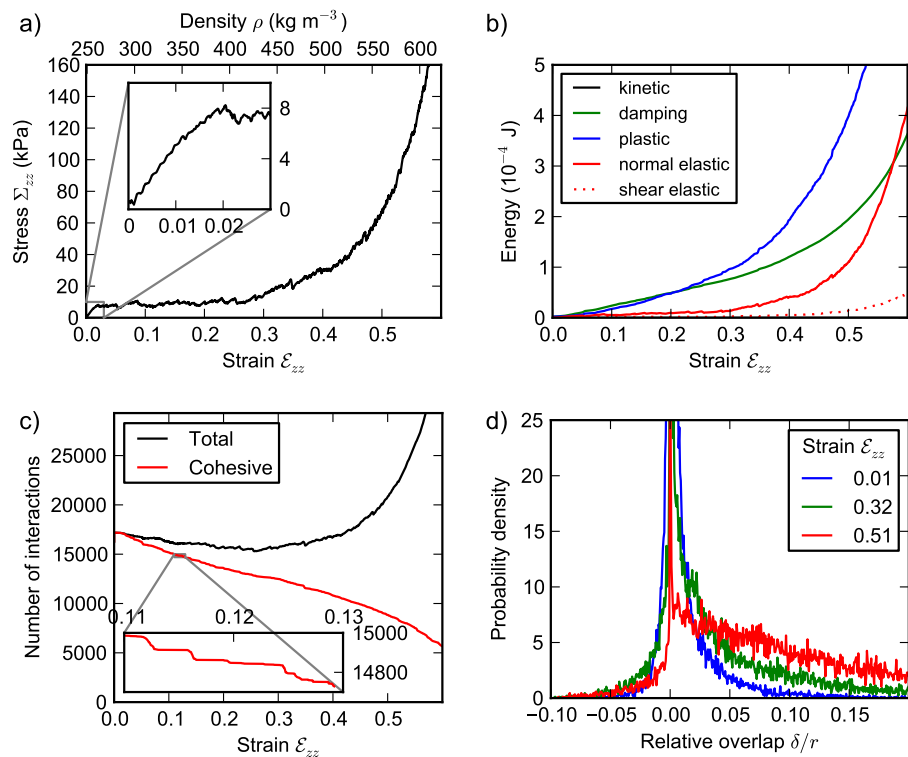 a)
Density ρ (kg m⁻³)
250 300 350 400 450 500 550 600
Stress Σzz (kPa)
160
140
120
100
80
60
40
20
0
8
4
0
0 0.01 0.02
0.0 0.1 0.2 0.3 0.4 0.5
Strain Ɛzz
b)
Energy (10⁻⁴ J)
5
4
3
2
1
0
kinetic
damping
plastic
normal elastic
shear elastic
0.0 0.1 0.2 0.3 0.4 0.5
Strain Ɛzz
c)
Number of interactions
25000
20000
15000
10000
5000
0
Total
Cohesive
0.11 0.12 0.13
15000
14800
0.0 0.1 0.2 0.3 0.4 0.5
Strain Ɛzz
d)
Probability density
25
20
15
10
5
0
Strain Ɛzz
0.01
0.32
0.51
−0.10 −0.05 0.00 0.05 0.10 0.15
Relative overlap δ/r